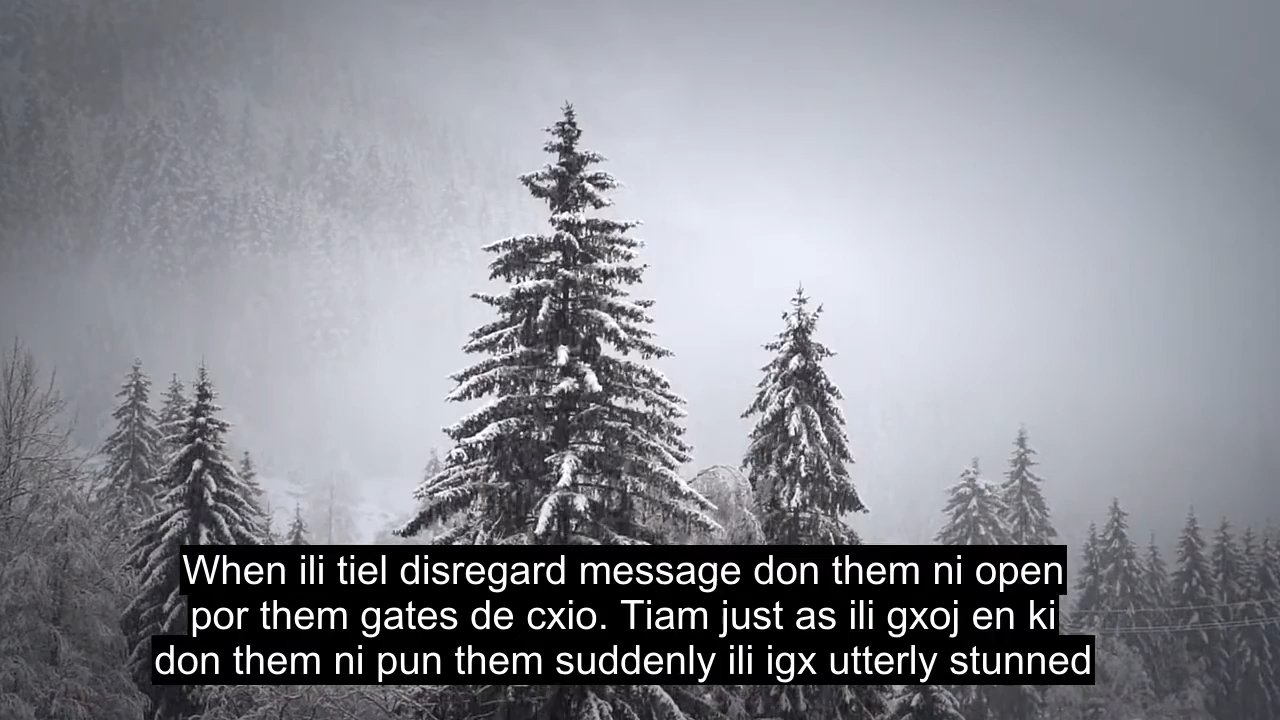 When ili tiel disregard message don them ni open
por them gates de cxio. Tiam just as ili gxoj en ki
don them ni pun them suddenly ili igx utterly stunned